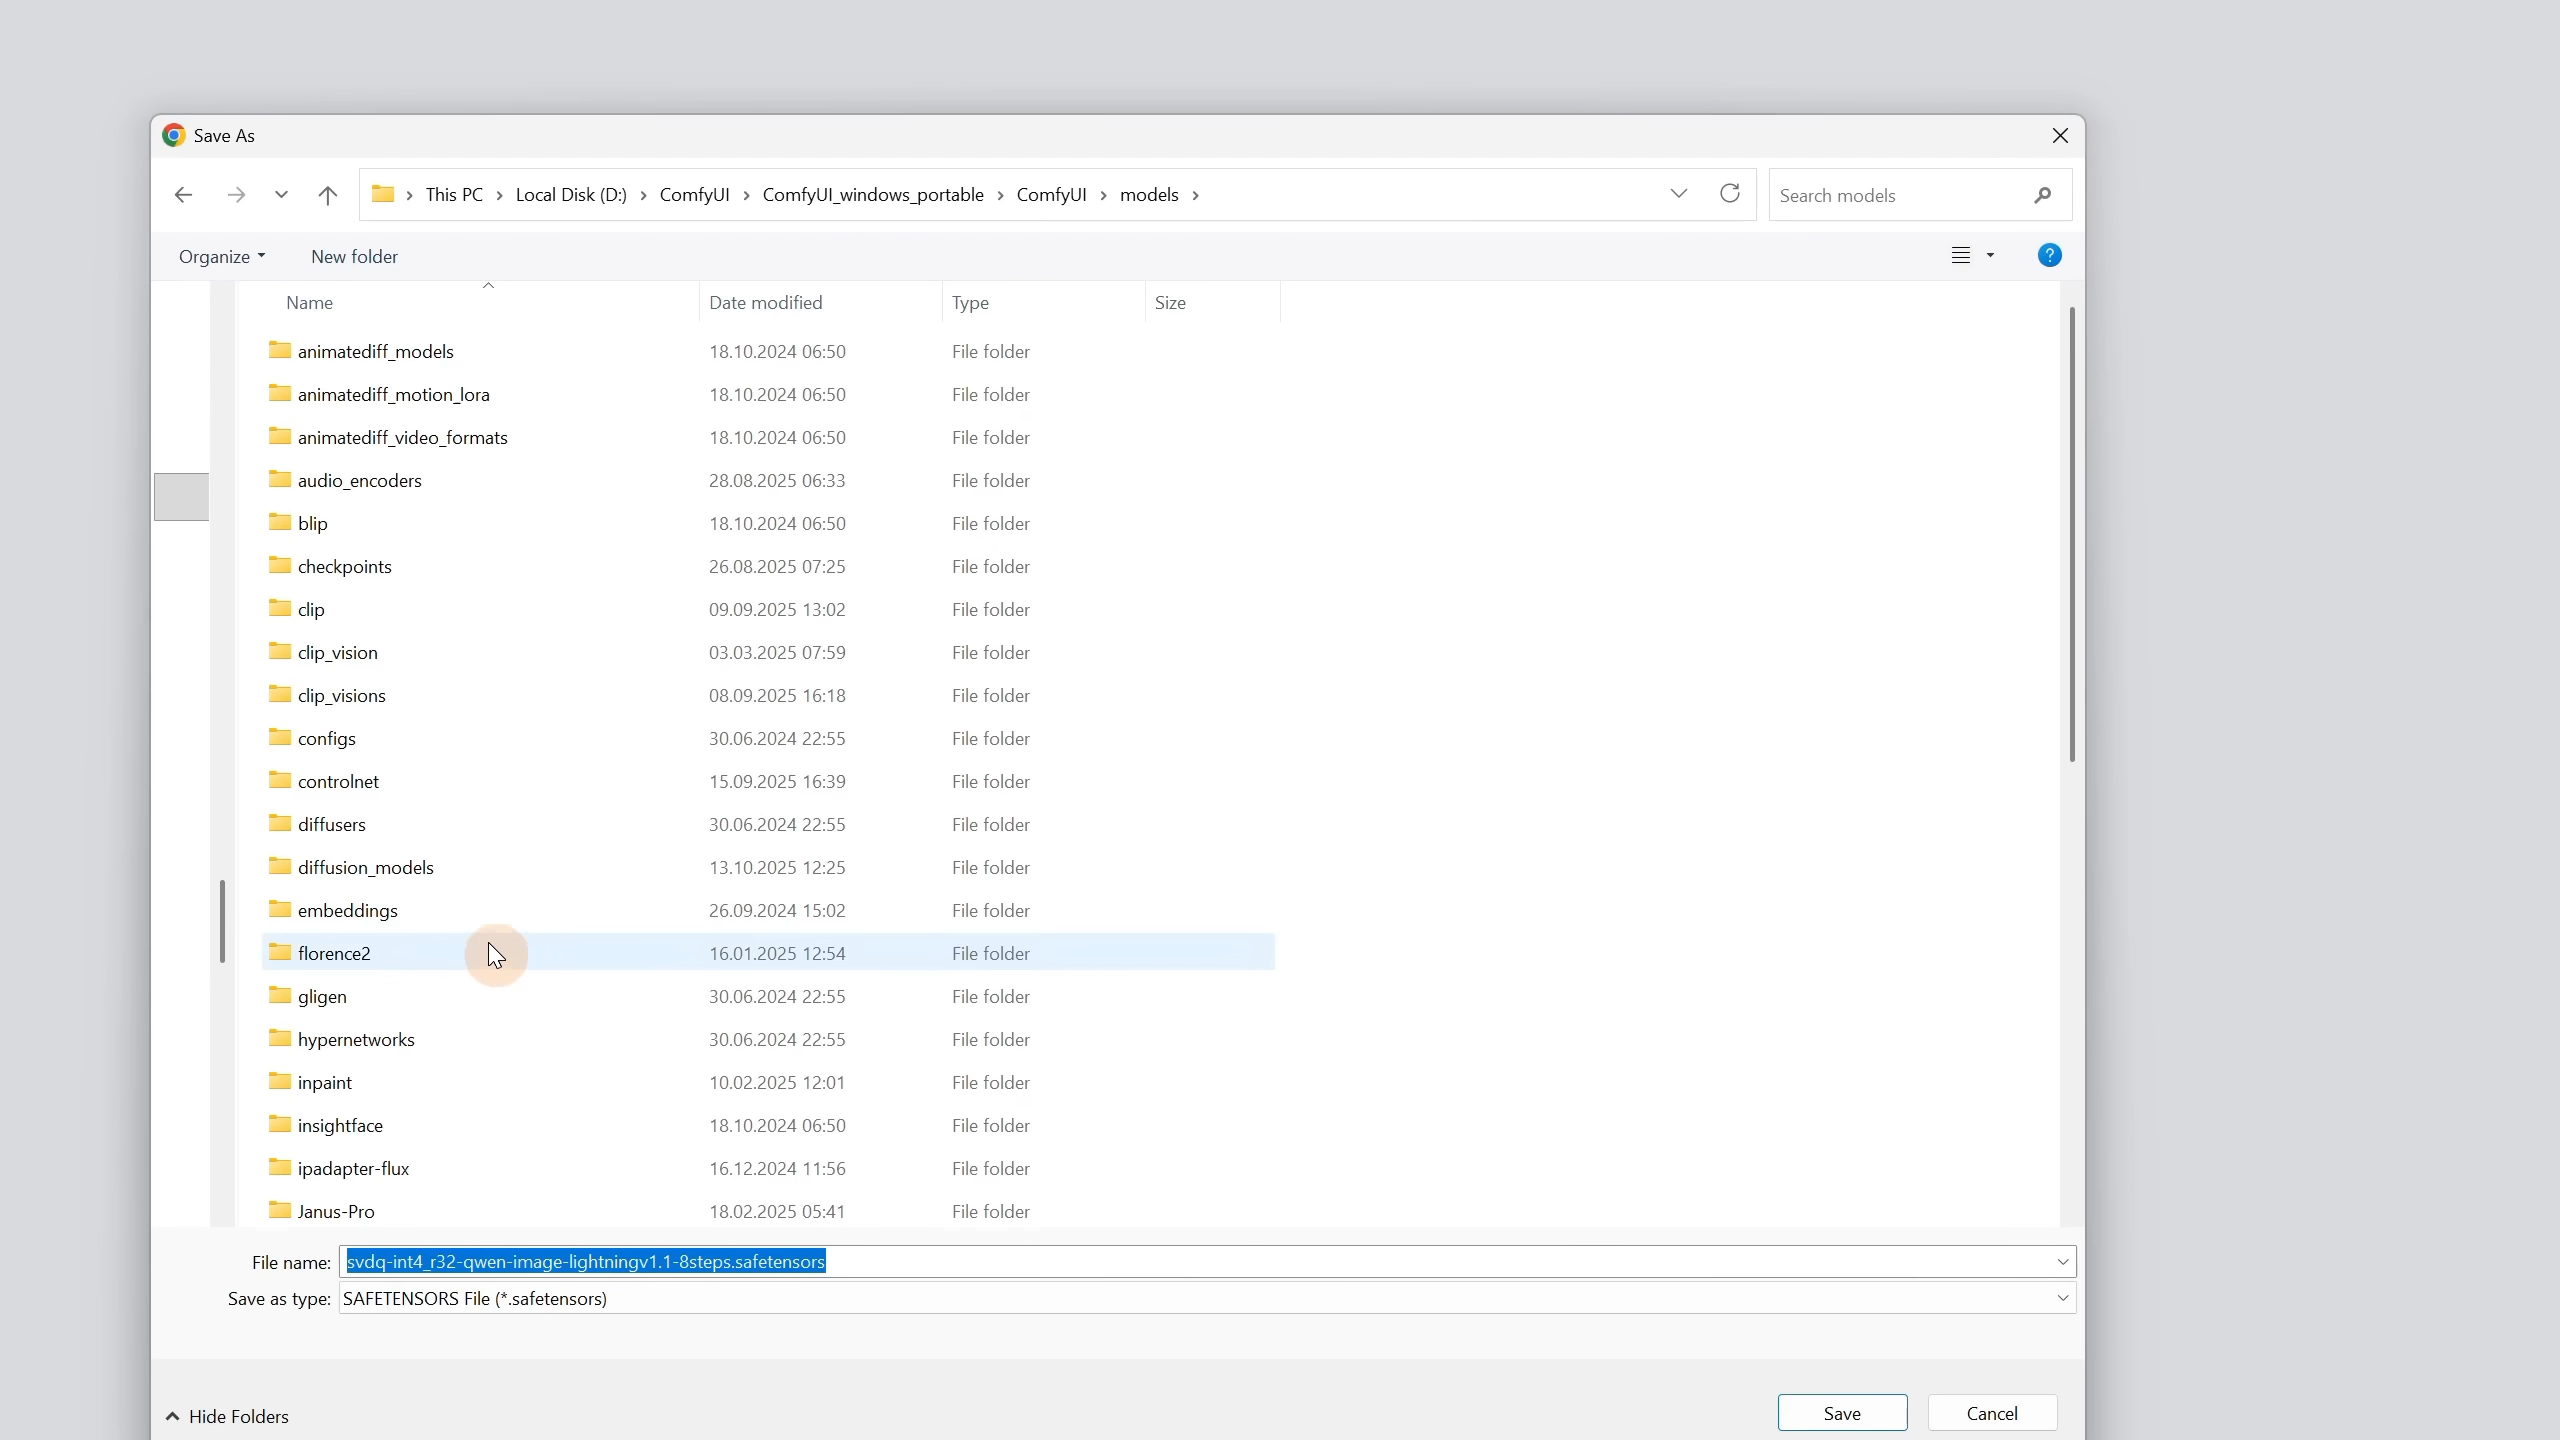 Save As
This PC › Local Disk (D:) › ComfyUI › ComfyUI_windows_portable › ComfyUI › models ›
Search models
Organize
New folder
Name Date modified Type Size
animatediff_models 18.10.2024 06:50 File folder
animatediff_motion_lora 18.10.2024 06:50 File folder
animatediff_video_formats 18.10.2024 06:50 File folder
audio_encoders 28.08.2025 06:33 File folder
blip 18.10.2024 06:50 File folder
checkpoints 26.08.2025 07:25 File folder
clip 09.09.2025 13:02 File folder
clip_vision 03.03.2025 07:59 File folder
clip_visions 08.09.2025 16:18 File folder
configs 30.06.2024 22:55 File folder
controlnet 15.09.2025 16:39 File folder
diffusers 30.06.2024 22:55 File folder
diffusion_models 13.10.2025 12:25 File folder
embeddings 26.09.2024 15:02 File folder
florence2 16.01.2025 12:54 File folder
gligen 30.06.2024 22:55 File folder
hypernetworks 30.06.2024 22:55 File folder
inpaint 10.02.2025 12:01 File folder
insightface 18.10.2024 06:50 File folder
ipadapter-flux 16.12.2024 11:56 File folder
Janus-Pro 18.02.2025 05:41 File folder
File name: svdq-int4_r32-qwen-image-lightningv1.1-8steps.safetensors
Save as type: SAFETENSORS File (*.safetensors)
Hide Folders
Save
Cancel